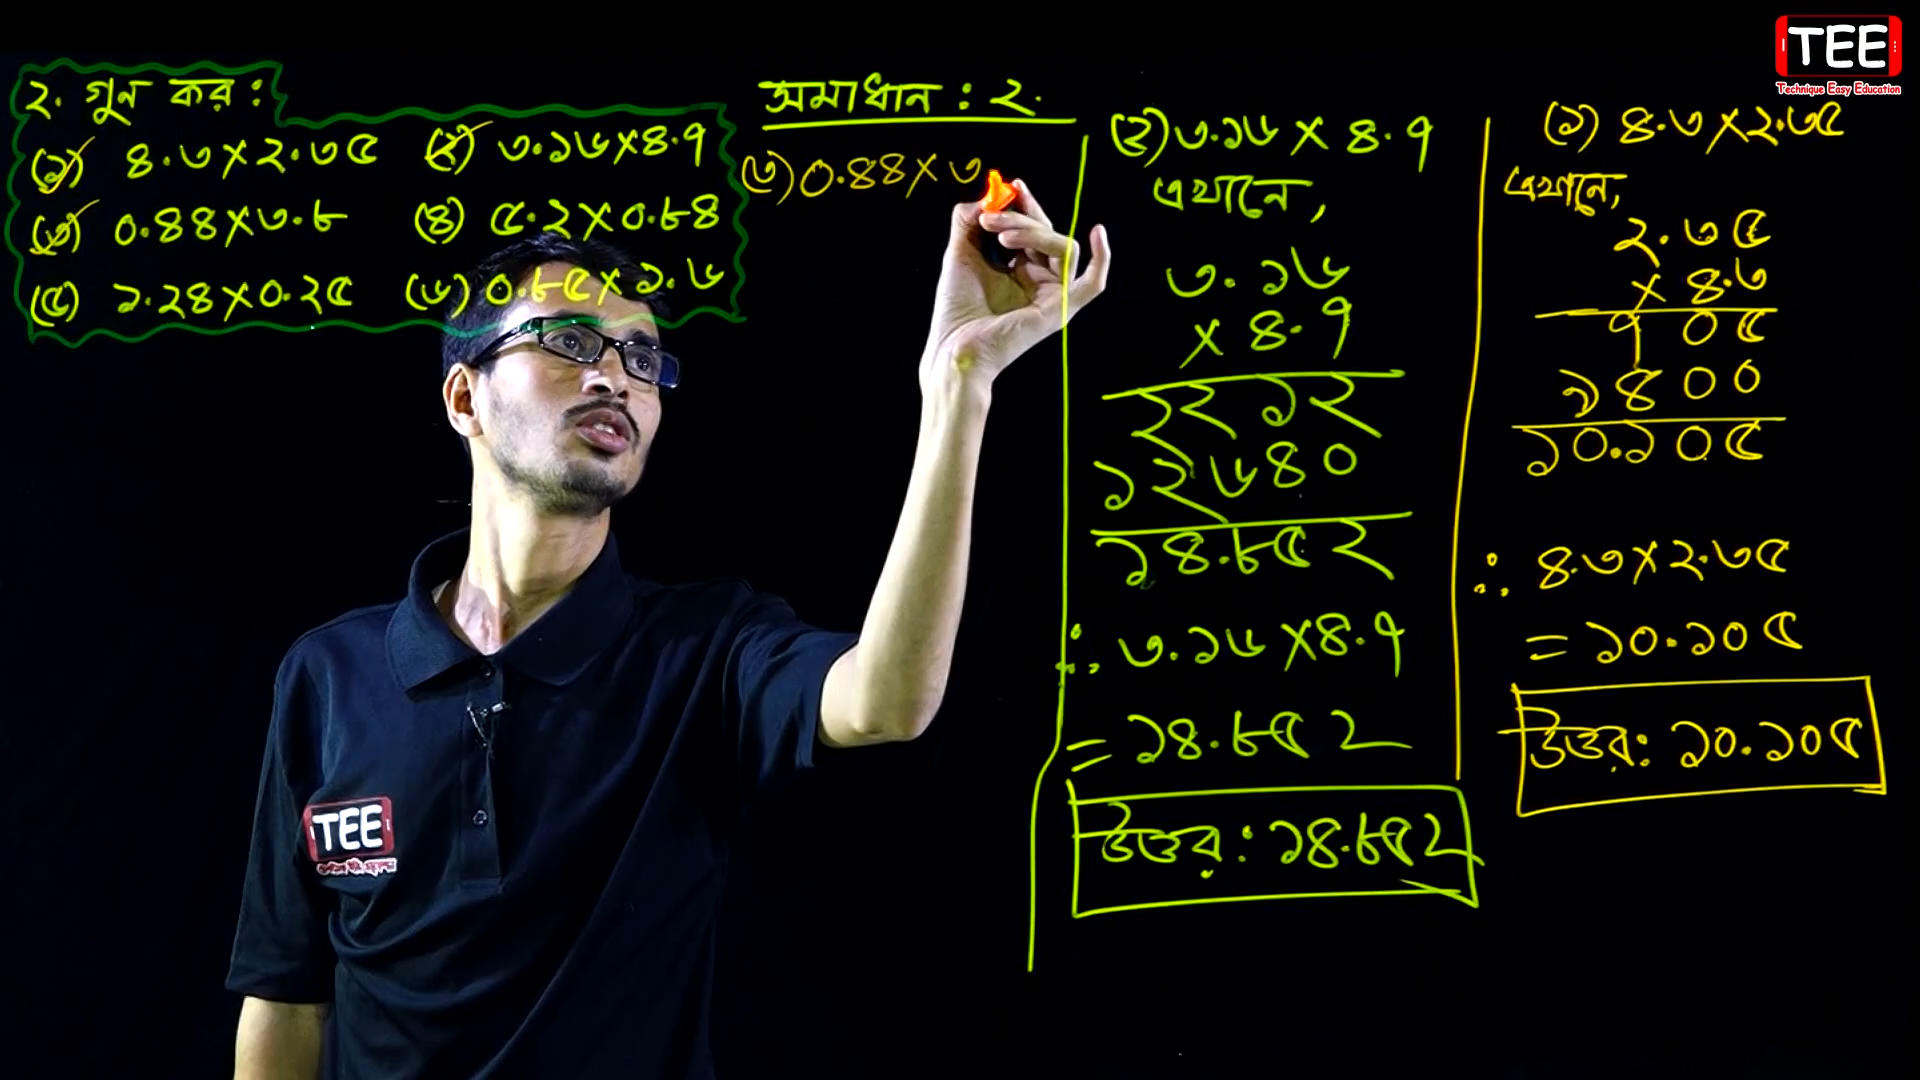 TEE
Technique Easy Education
২. গুন কর:
(১) ৪.৩×২.৩৫ (২) ৩.১৬×৪.৭
(৩) ০.৪৪×৩.৮ (৪) ৫.২×০.৮৪
(৫) ১.২৪×০.২৫ (৬) ০.৮৫×১.৬
সমাধান : ২.
(৩) ০.৪৪×৩
(২) ৩.১৬ × ৪.৭
এখানে,
৩.১৬
× ৪.৭
২২১২
১২৬৪০
১৪.৮৫২
∴ ৩.১৬×৪.৭
= ১৪.৮৫২
উত্তর: ১৪.৮৫২
(১) ৪.৩×২.৩৫
এখানে,
২.৩৫
× ৪.৩
৭০৫
৯৪০০
১০.১০৫
∴ ৪.৩×২.৩৫
= ১০.১০৫
উত্তর: ১০.১০৫
TEE